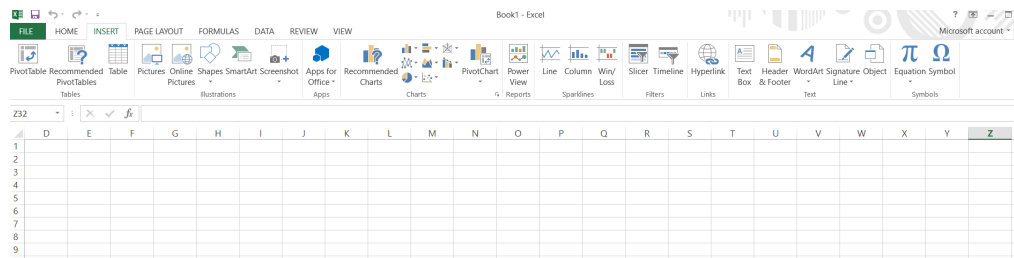 Book1 - Excel
?
FILE HOME INSERT PAGE LAYOUT FORMULAS DATA REVIEW VIEW Microsoft account
PivotTable Recommended Table Pictures Online Shapes SmartArt Screenshot Apps for Recommended PivotChart Power Line Column Win/ Slicer Timeline Hyperlink Text Header WordArt Signature Object Equation Symbol
PivotTables Pictures Office Charts View Loss Box & Footer Line
Tables Illustrations Apps Charts Reports Sparklines Filters Links Text Symbols
Z32 fx
D E F G H I J K L M N O P Q R S T U V W X Y Z
1
2
3
4
5
6
7
8
9